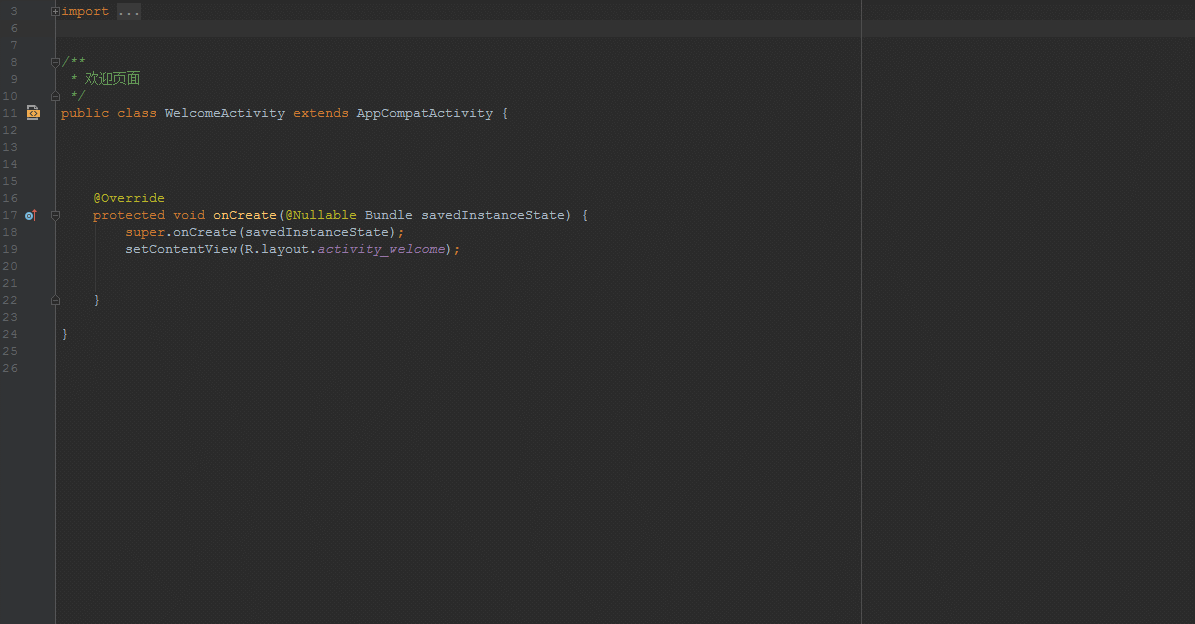 3 import ...
6
7
8 /**
9 * 欢迎页面
10 */
11 public class WelcomeActivity extends AppCompatActivity {
12
13
14
15
16 @Override
17 protected void onCreate(@Nullable Bundle savedInstanceState) {
18 super.onCreate(savedInstanceState);
19 setContentView(R.layout.activity_welcome);
20
21
22 }
23
24 }
25
26